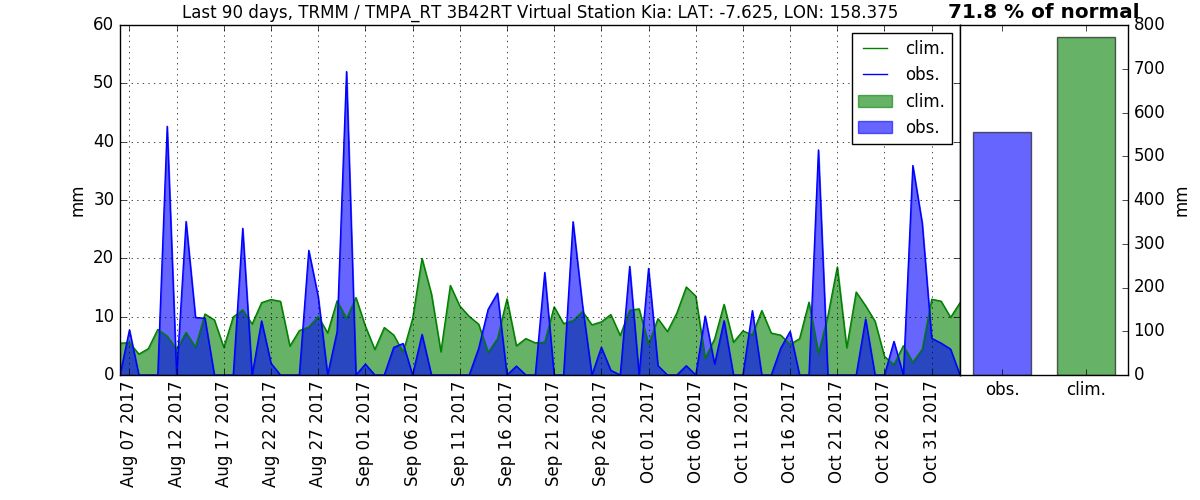 Last 90 days, TRMM / TMPA_RT 3B42RT Virtual Station Kia: LAT: -7.625, LON: 158.375
71.8 % of normal
60
50
40
30
20
10
0
mm
clim.
obs.
clim.
obs.
800
700
600
500
400
300
200
100
0
mm
Aug 07 2017
Aug 12 2017
Aug 17 2017
Aug 22 2017
Aug 27 2017
Sep 01 2017
Sep 06 2017
Sep 11 2017
Sep 16 2017
Sep 21 2017
Sep 26 2017
Oct 01 2017
Oct 06 2017
Oct 11 2017
Oct 16 2017
Oct 21 2017
Oct 26 2017
Oct 31 2017
obs.
clim.